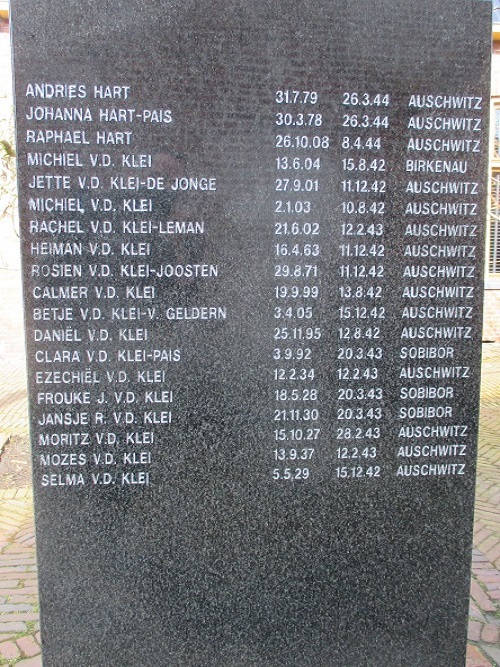 ANDRIES HART 31.7.79 26.3.44 AUSCHWITZ
JOHANNA HART-PAIS 30.3.78 26.3.44 AUSCHWITZ
RAPHAEL HART 26.10.08 8.4.44 AUSCHWITZ
MICHIEL V.D. KLEI 13.6.04 15.8.42 BIRKENAU
JETTE V.D. KLEI-DE JONGE 27.9.01 11.12.42 AUSCHWITZ
MICHIEL V.D. KLEI 2.1.03 10.8.42 AUSCHWITZ
RACHEL V.D. KLEI-LEMAN 21.6.02 12.2.43 AUSCHWITZ
HEIMAN V.D. KLEI 16.4.63 11.12.42 AUSCHWITZ
ROSIEN V.D. KLEI-JOOSTEN 29.8.71 11.12.42 AUSCHWITZ
CALMER V.D. KLEI 19.9.99 13.8.42 AUSCHWITZ
BETJE V.D. KLEI-V. GELDERN 3.4.05 15.12.42 AUSCHWITZ
DANIËL V.D. KLEI 25.11.95 12.8.42 AUSCHWITZ
CLARA V.D. KLEI-PAIS 3.9.92 20.3.43 SOBIBOR
EZECHIËL V.D. KLEI 12.2.34 12.2.43 AUSCHWITZ
FROUKE J. V.D. KLEI 18.5.28 20.3.43 SOBIBOR
JANSJE R. V.D. KLEI 21.11.30 20.3.43 SOBIBOR
MORITZ V.D. KLEI 15.10.27 28.2.43 AUSCHWITZ
MOZES V.D. KLEI 13.9.37 12.2.43 AUSCHWITZ
SELMA V.D. KLEI 5.5.29 15.12.42 AUSCHWITZ